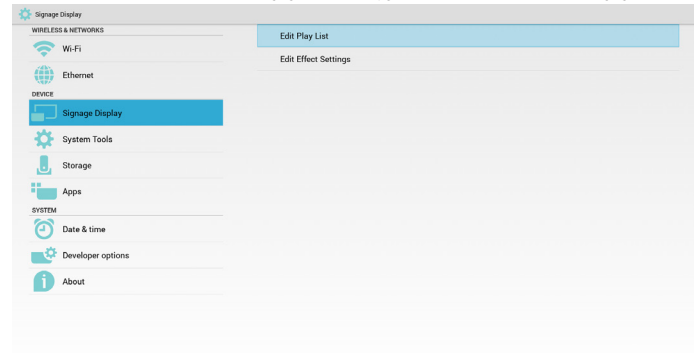 Signage Display
WIRELESS & NETWORKS
Wi-Fi
Ethernet
DEVICE
Signage Display
System Tools
Storage
Apps
SYSTEM
Date & time
Developer options
About
Edit Play List
Edit Effect Settings